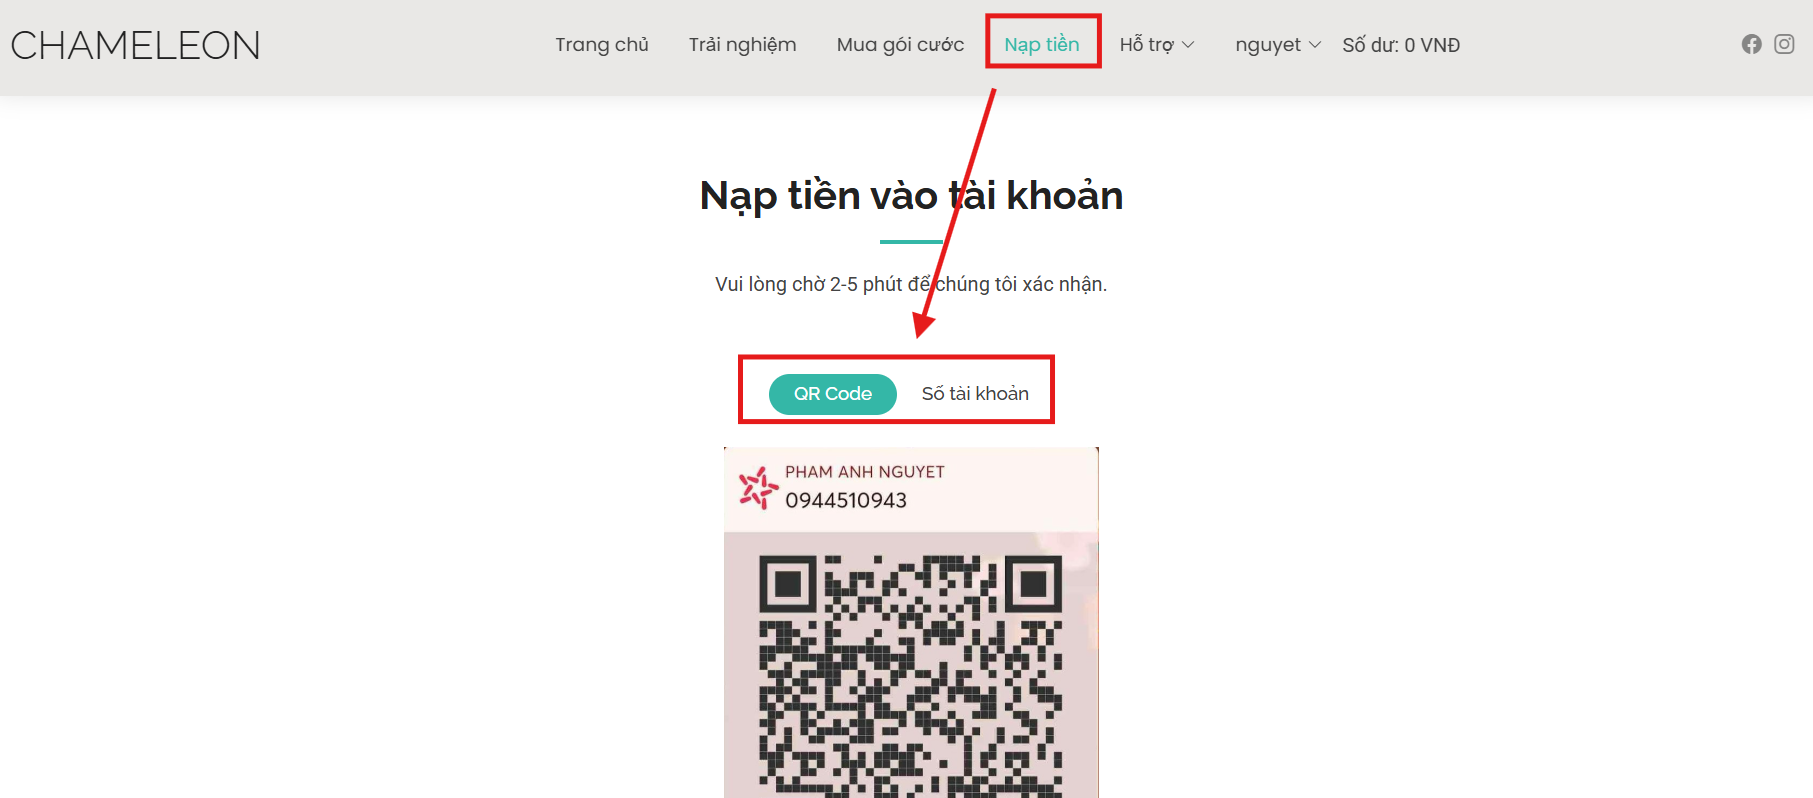 CHAMELEON
Trang chủ
Trải nghiệm
Mua gói cước
Nạp tiền
Hỗ trợ
nguyet
Số dư: 0 VNĐ
Nạp tiền vào tài khoản
Vui lòng chờ 2-5 phút để chúng tôi xác nhận.
QR Code
Số tài khoản
PHAM ANH NGUYET
0944510943